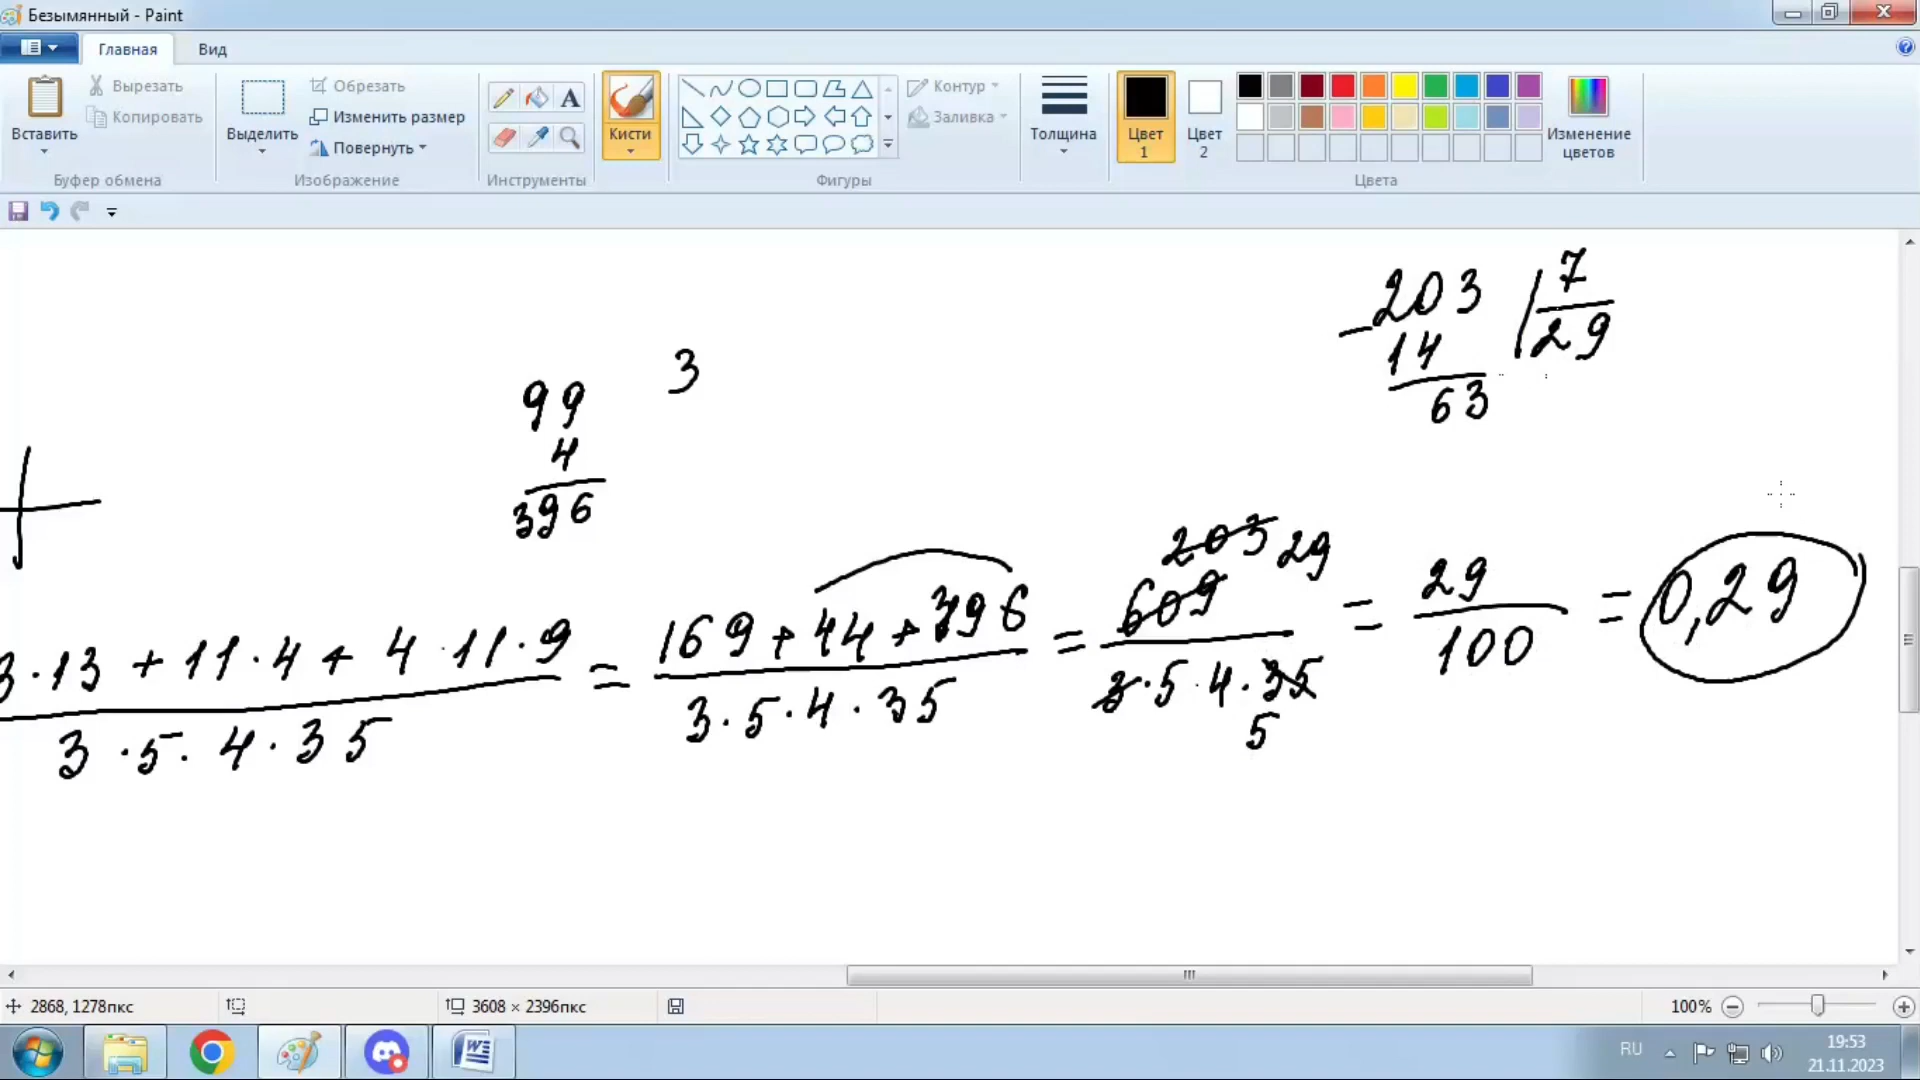 Безымянный - Paint
Главная Вид
Вставить
Вырезать
Копировать
Буфер обмена
Выделить
Обрезать
Изменить размер
Повернуть
Изображение
Инструменты
Кисти
Фигуры
Контур
Заливка
Толщина
Цвет 1
Цвет 2
Изменение цветов
Цвета
203 | 7
- 14 29
63
99 3
4
396
3·13 + 11·4 + 4·11·9 = 169 + 44 + 396 = 609 203 29 = 29 = 0,29
3·5·4·35 3·5·4·35 3·5·4·35 5 100
2868, 1278пкс 3608 × 2396пкс 100%
RU 19:53
21.11.2023